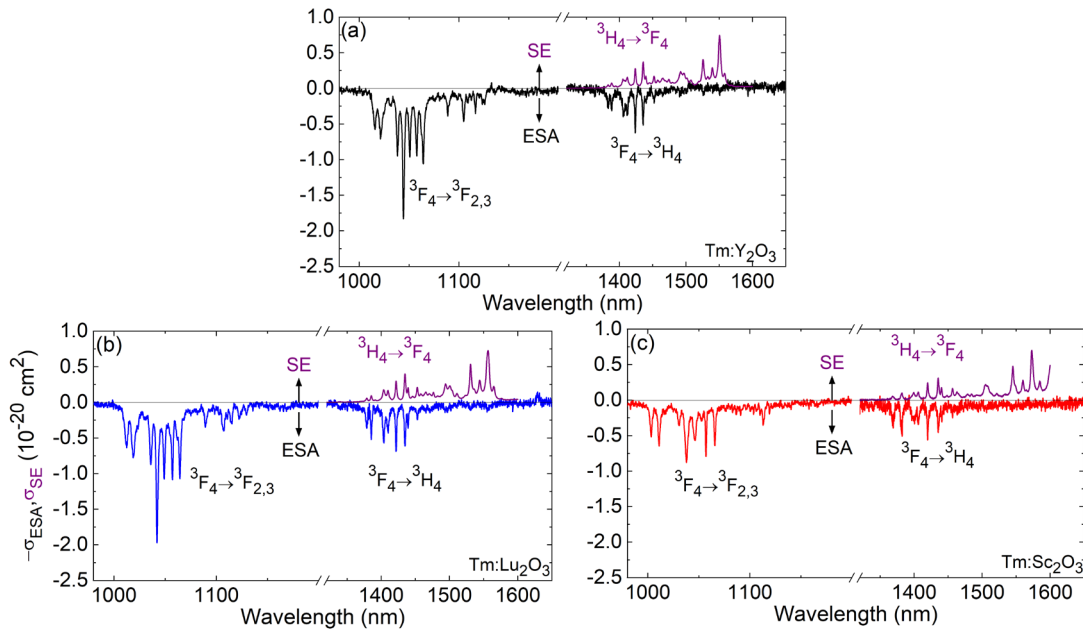 (a)
1.0
0.5
0.0
-0.5
-1.0
-1.5
-2.0
-2.5
³H₄→³F₄
SE
ESA
³F₄→³H₄
³F₄→³F₂,₃
Tm:Y₂O₃
1000 1100 1400 1500 1600
Wavelength (nm)
−σESA,σSE (10⁻²⁰ cm²)
(b)
1.0
0.5
0.0
-0.5
-1.0
-1.5
-2.0
-2.5
³H₄→³F₄
SE
ESA
³F₄→³F₂,₃
³F₄→³H₄
Tm:Lu₂O₃
1000 1100 1400 1500 1600
Wavelength (nm)
(c)
1.0
0.5
0.0
-0.5
-1.0
-1.5
-2.0
-2.5
³H₄→³F₄
SE
ESA
³F₄→³F₂,₃
³F₄→³H₄
Tm:Sc₂O₃
1000 1100 1400 1500 1600
Wavelength (nm)